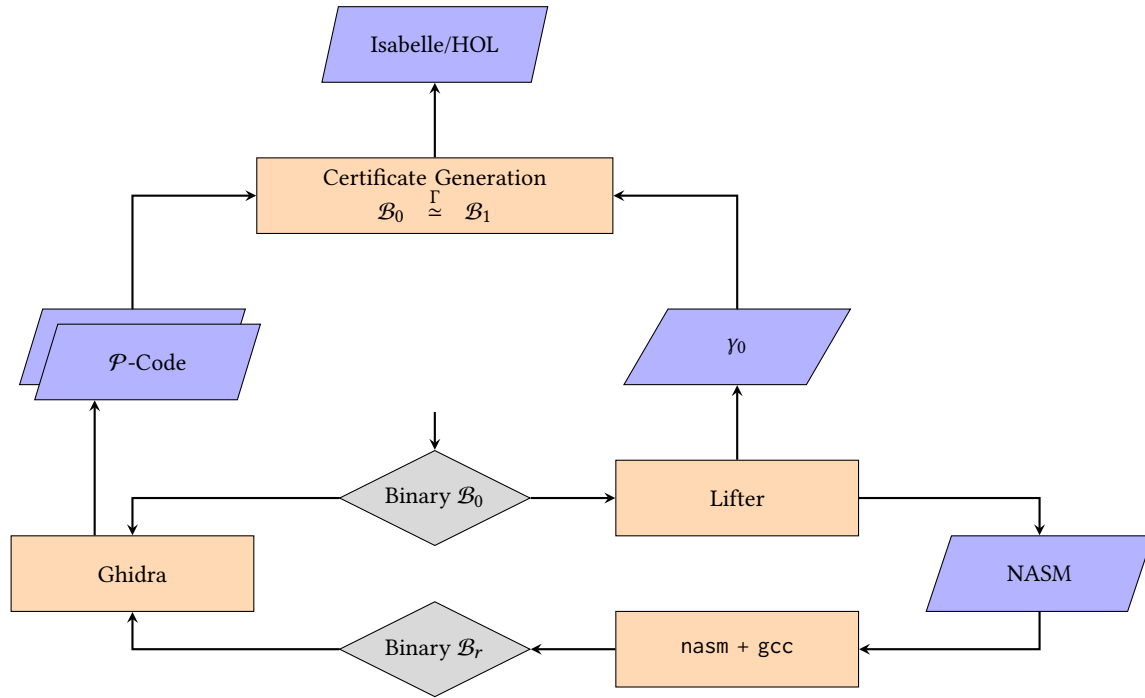 Isabelle/HOL
Certificate Generation
Γ
ℬ₀ ≃ ℬ₁
𝒫-Code
γ₀
Binary ℬ₀
Lifter
Ghidra
NASM
Binary ℬᵣ
nasm + gcc